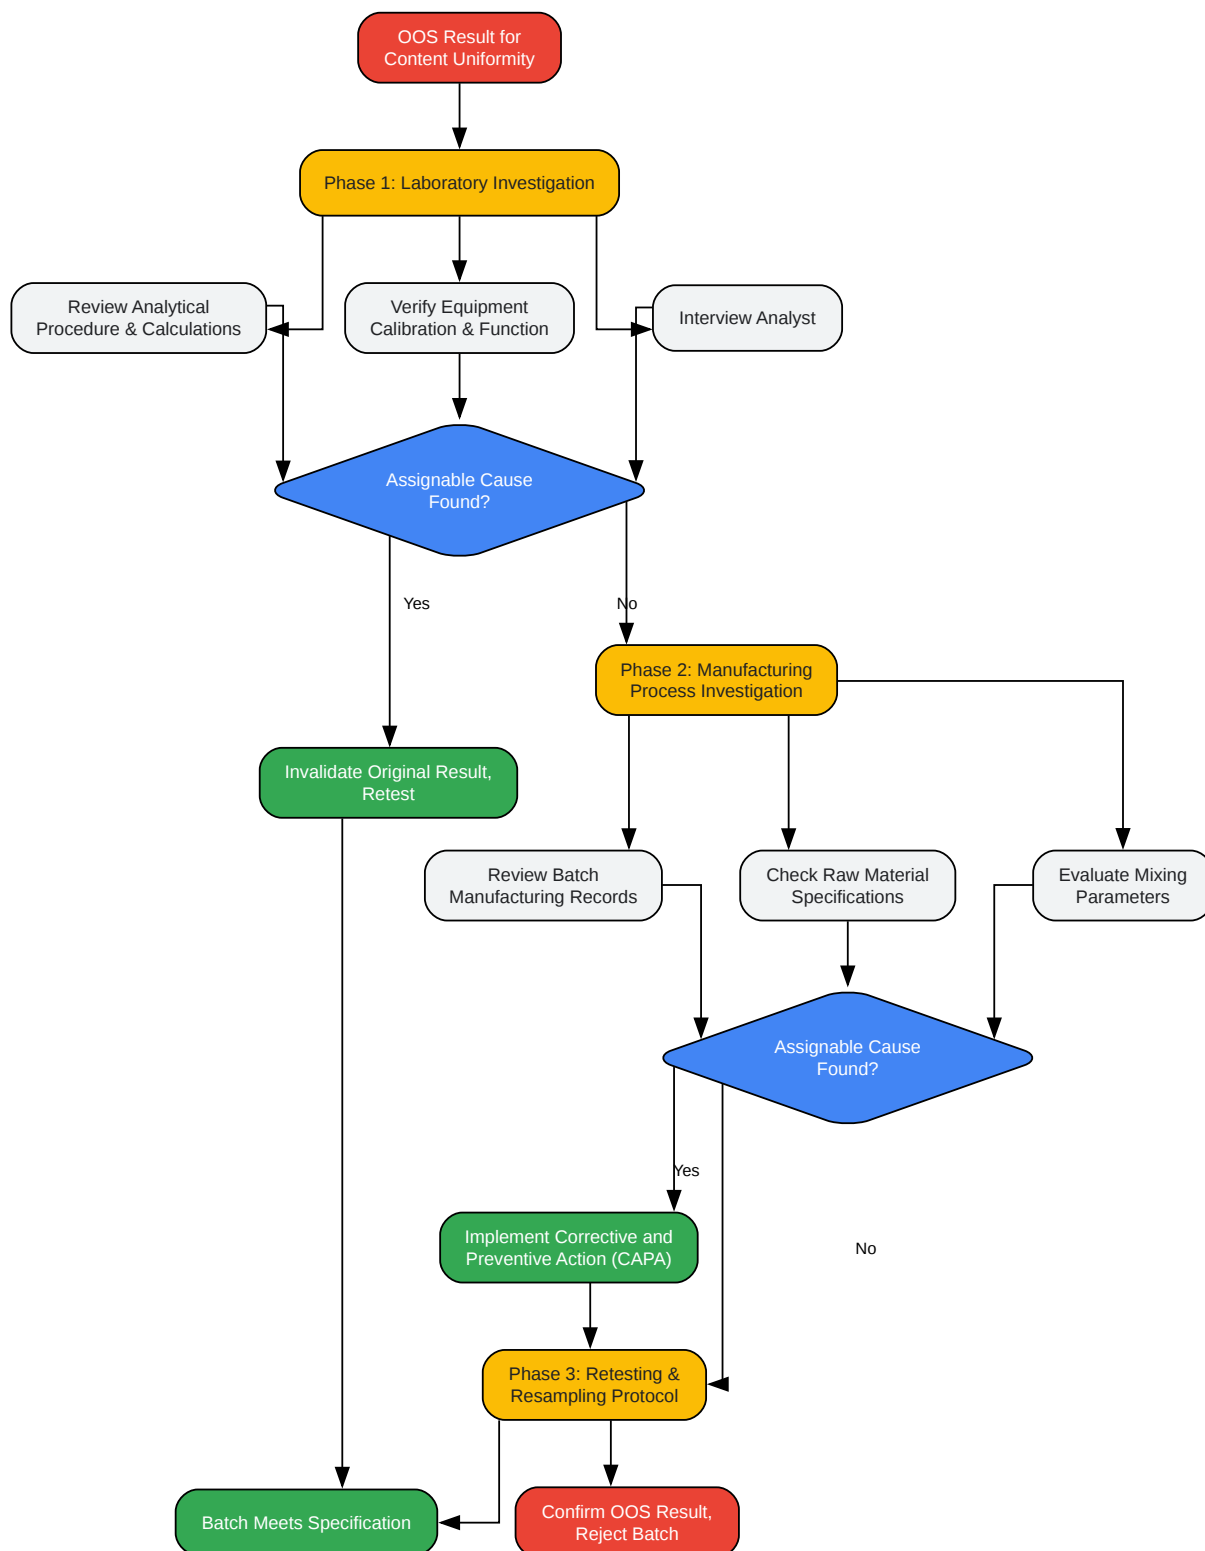 OOS Result for
Content Uniformity
Phase 1: Laboratory Investigation
Review Analytical
Procedure & Calculations
Verify Equipment
Calibration & Function
Interview Analyst
Assignable Cause
Found?
Yes
No
Phase 2: Manufacturing
Process Investigation
Invalidate Original Result,
Retest
Review Batch
Manufacturing Records
Check Raw Material
Specifications
Evaluate Mixing
Parameters
Assignable Cause
Found?
Yes
No
Implement Corrective and
Preventive Action (CAPA)
Phase 3: Retesting &
Resampling Protocol
Batch Meets Specification
Confirm OOS Result,
Reject Batch